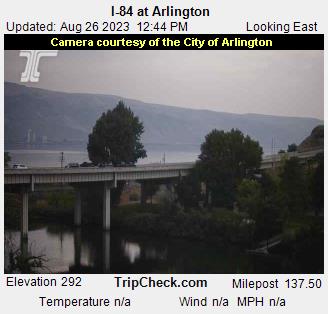 I-84 at Arlington
Updated: Aug 26 2023 12:44 PM Looking East
Camera courtesy of the City of Arlington
Elevation 292 TripCheck.com Milepost 137.50
Temperature n/a Wind n/a MPH n/a